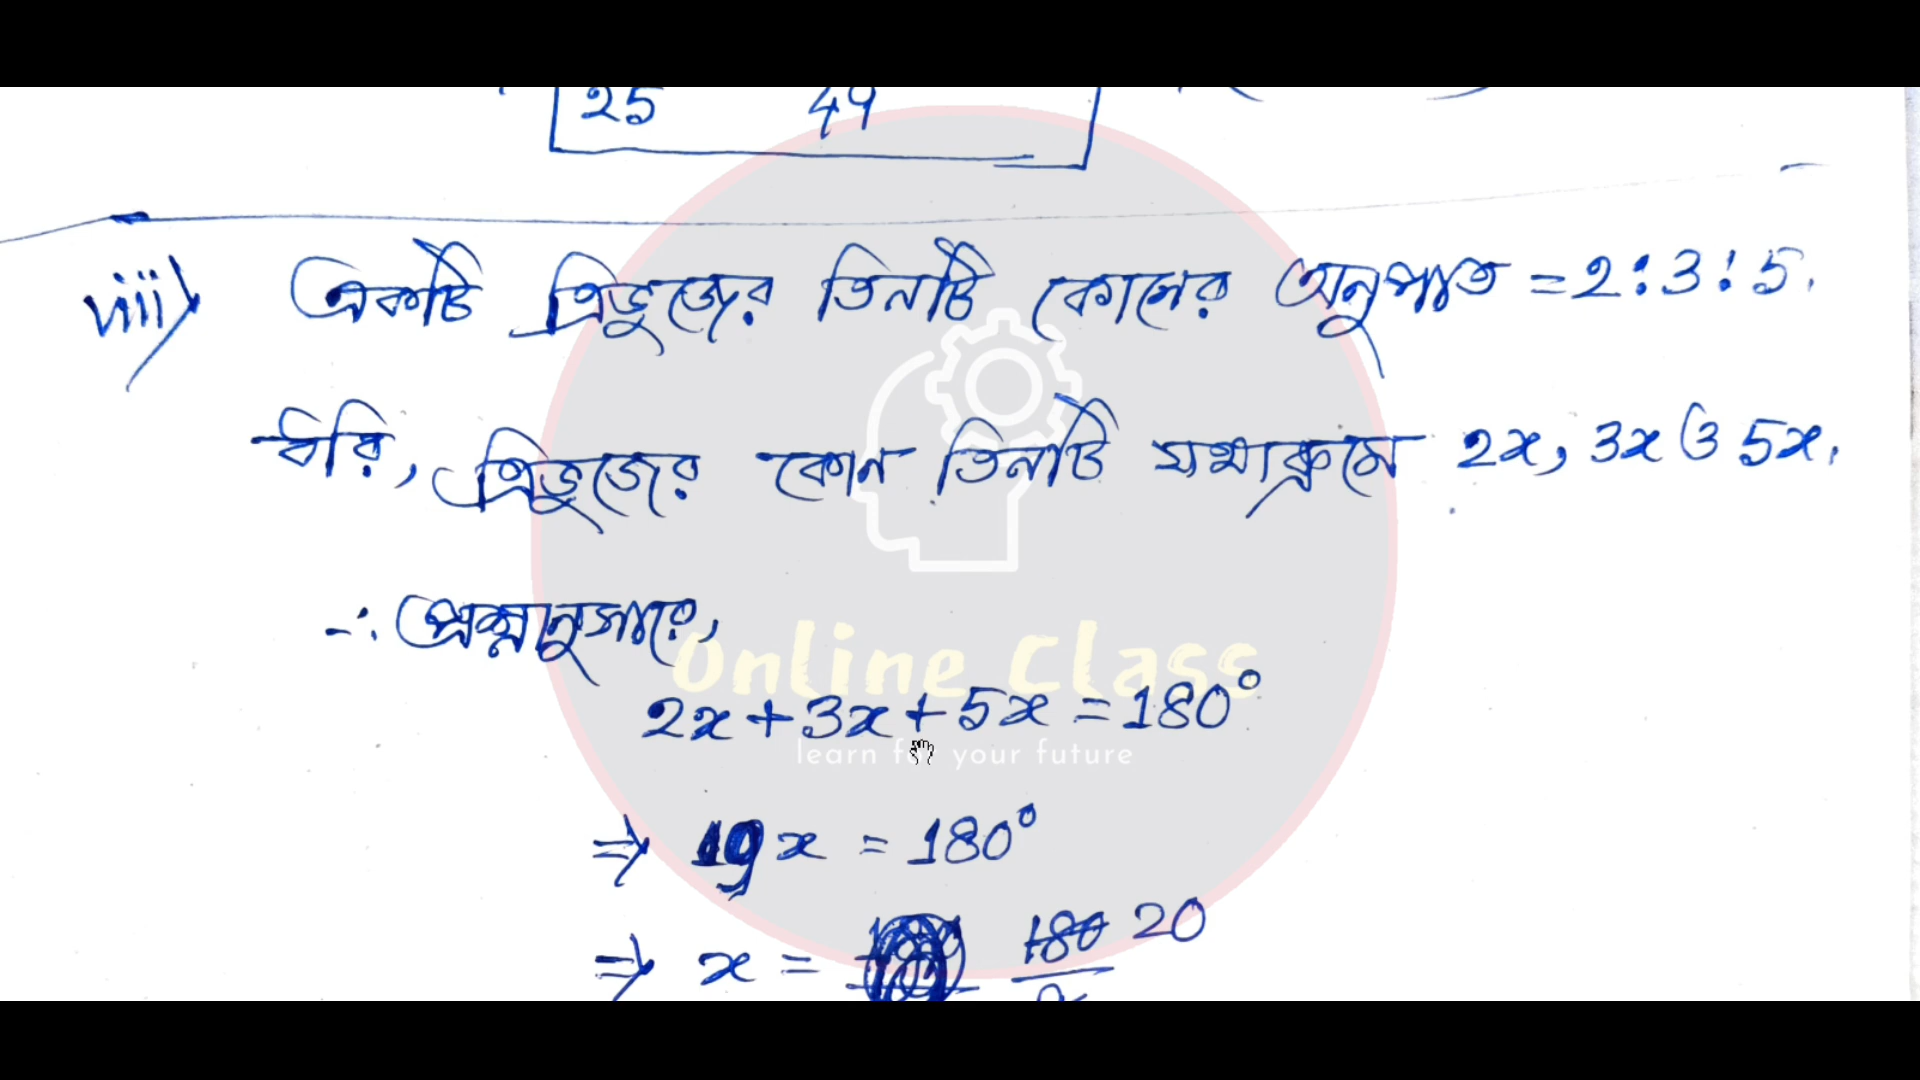 25 49
viii) একটি ত্রিভুজের তিনটি কোনের অনুপাত = 2:3:5.
ধরি, ত্রিভুজের কোন তিনটি যথাক্রমে 2x, 3x ও 5x.
∴ প্রশ্নানুসারে,
Online Class
2x + 3x + 5x = 180°
learn for your future
⇒ x = 180°
⇒ x = 180 20